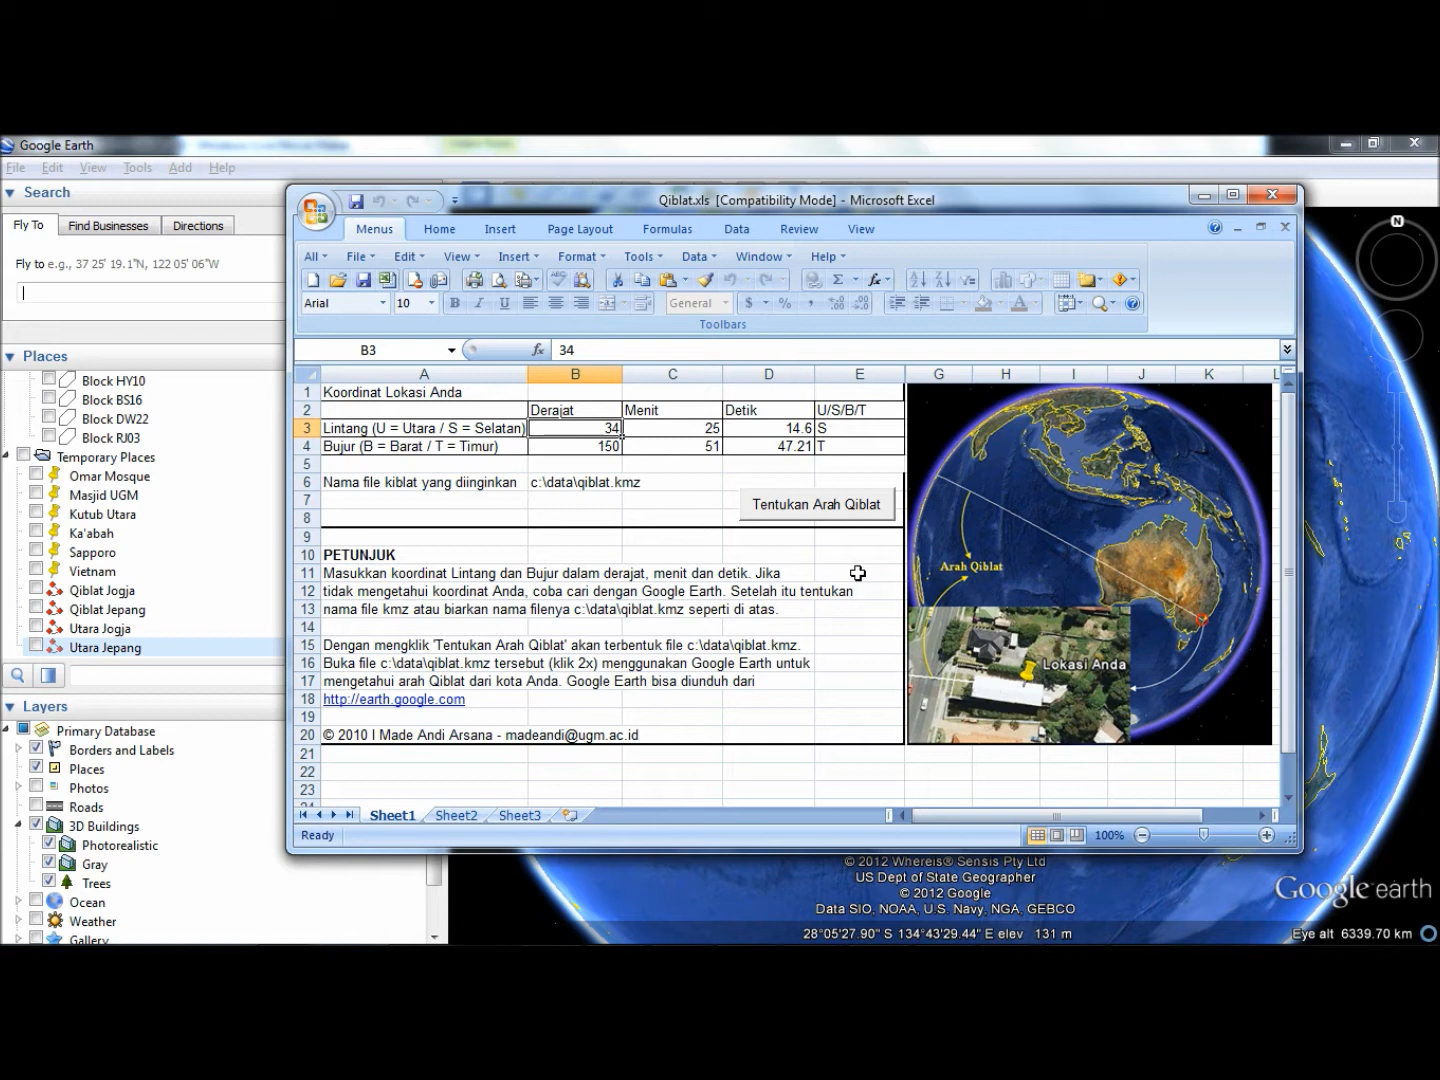 Google Earth
File Edit View Tools Add Help
Search
Fly To Find Businesses Directions
Fly to e.g., 37 25' 19.1"N, 122 05' 06"W
Places
Block HY10
Block BS16
Block DW22
Block RJ03
Temporary Places
Omar Mosque
Masjid UGM
Kutub Utara
Ka'abah
Sapporo
Vietnam
Qiblat Jogja
Qiblat Jepang
Utara Jogja
Utara Jepang
Layers
Primary Database
Borders and Labels
Places
Photos
Roads
3D Buildings
Photorealistic
Gray
Trees
Ocean
Weather
Gallery
Qiblat.xls [Compatibility Mode] - Microsoft Excel
Menus Home Insert Page Layout Formulas Data Review View
All File Edit View Insert Format Tools Data Window Help
Arial 10 B I U General $ % ,
Toolbars
B3 fx 34
A B C D E G H I J K L
1 Koordinat Lokasi Anda
2 Derajat Menit Detik U/S/B/T
3 Lintang (U = Utara / S = Selatan) 34 25 14.6 S
4 Bujur (B = Barat / T = Timur) 150 51 47.21 T
5
6 Nama file kiblat yang diinginkan c:\data\qiblat.kmz
7 Tentukan Arah Qiblat
8
9
10 PETUNJUK
11 Masukkan koordinat Lintang dan Bujur dalam derajat, menit dan detik. Jika
12 tidak mengetahui koordinat Anda, coba cari dengan Google Earth. Setelah itu tentukan
13 nama file kmz atau biarkan nama filenya c:\data\qiblat.kmz seperti di atas.
14
15 Dengan mengklik 'Tentukan Arah Qiblat' akan terbentuk file c:\data\qiblat.kmz.
16 Buka file c:\data\qiblat.kmz tersebut (klik 2x) menggunakan Google Earth untuk
17 mengetahui arah Qiblat dari kota Anda. Google Earth bisa diunduh dari
18 http://earth.google.com
19
20 © 2010 I Made Andi Arsana - madeandi@ugm.ac.id
21
22
23
Arah Qiblat
Lokasi Anda
Sheet1 Sheet2 Sheet3
Ready 100%
N
© 2012 Whereis® Sensis Pty Ltd
US Dept of State Geographer
© 2012 Google
Data SIO, NOAA, U.S. Navy, NGA, GEBCO
28°05'27.90" S 134°43'29.44" E elev 131 m
Google earth
Eye alt 6339.70 km